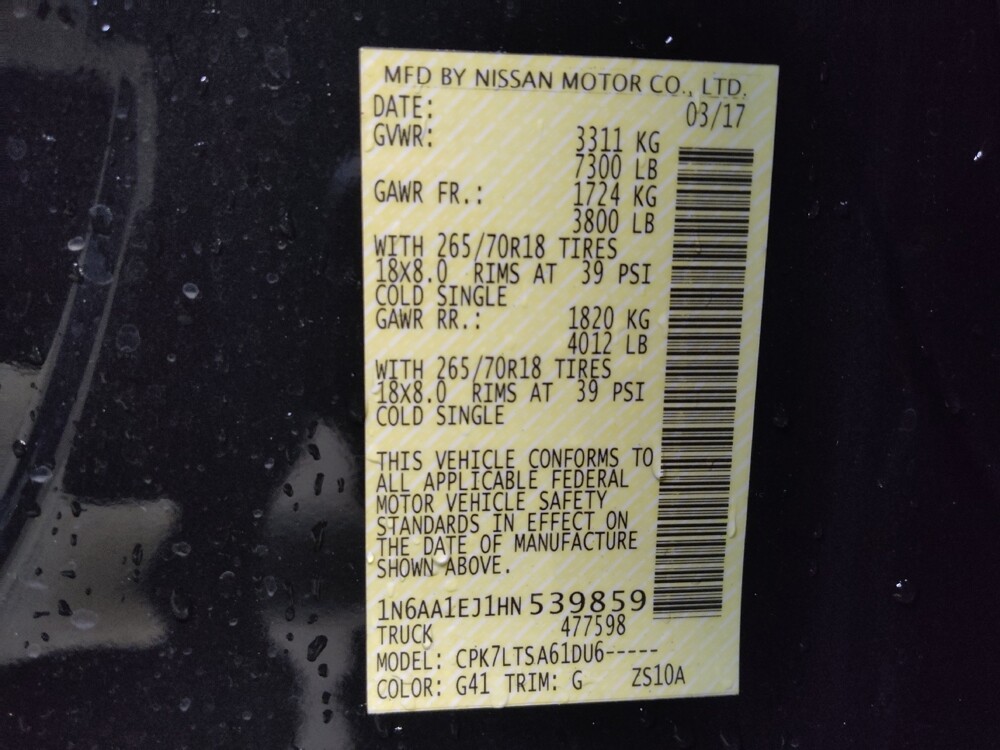 MFD BY NISSAN MOTOR CO., LTD.
DATE: 03/17
GVWR: 3311 KG
7300 LB
GAWR FR.: 1724 KG
3800 LB
WITH 265/70R18 TIRES
18X8.0 RIMS AT 39 PSI
COLD SINGLE
GAWR RR.: 1820 KG
4012 LB
WITH 265/70R18 TIRES
18X8.0 RIMS AT 39 PSI
COLD SINGLE
THIS VEHICLE CONFORMS TO
ALL APPLICABLE FEDERAL
MOTOR VEHICLE SAFETY
STANDARDS IN EFFECT ON
THE DATE OF MANUFACTURE
SHOWN ABOVE.
1N6AA1EJ1HN 539859
TRUCK 477598
MODEL: CPK7LTSA61DU6-----
COLOR: G41 TRIM: G ZS10A